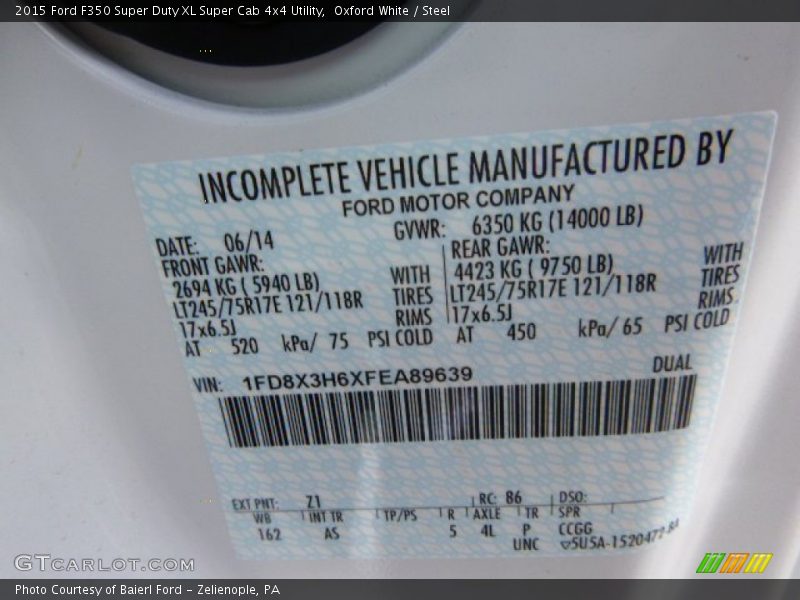 2015 Ford F350 Super Duty XL Super Cab 4x4 Utility, Oxford White / Steel
INCOMPLETE VEHICLE MANUFACTURED BY
FORD MOTOR COMPANY
DATE: 06/14 GVWR: 6350 KG (14000 LB)
FRONT GAWR: REAR GAWR:
2694 KG ( 5940 LB) WITH 4423 KG ( 9750 LB) WITH
LT245/75R17E 121/118R TIRES LT245/75R17E 121/118R TIRES
17x6.5J RIMS 17x6.5J RIMS
AT 520 kPa/ 75 PSI COLD AT 450 kPa/ 65 PSI COLD
VIN: 1FD8X3H6XFEA89639 DUAL
EXT PNT: Z1 RC: 86 DSO:
WB INT TR TP/PS R AXLE TR SPR
162 AS 5 4L P CCGG
UNC
GTCARLOT.COM
Photo Courtesy of Baierl Ford - Zelienople, PA